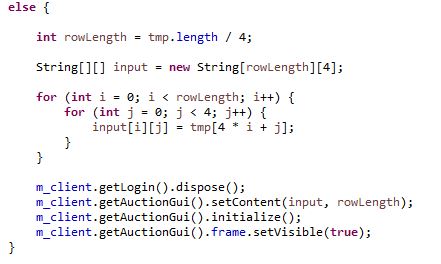 else {
int rowLength = tmp.length / 4;
String[][] input = new String[rowLength][4];
for (int i = 0; i < rowLength; i++) {
for (int j = 0; j < 4; j++) {
input[i][j] = tmp[4 * i + j];
}
}
m_client.getLogin().dispose();
m_client.getAuctionGui().setContent(input, rowLength);
m_client.getAuctionGui().initialize();
m_client.getAuctionGui().frame.setVisible(true);
}